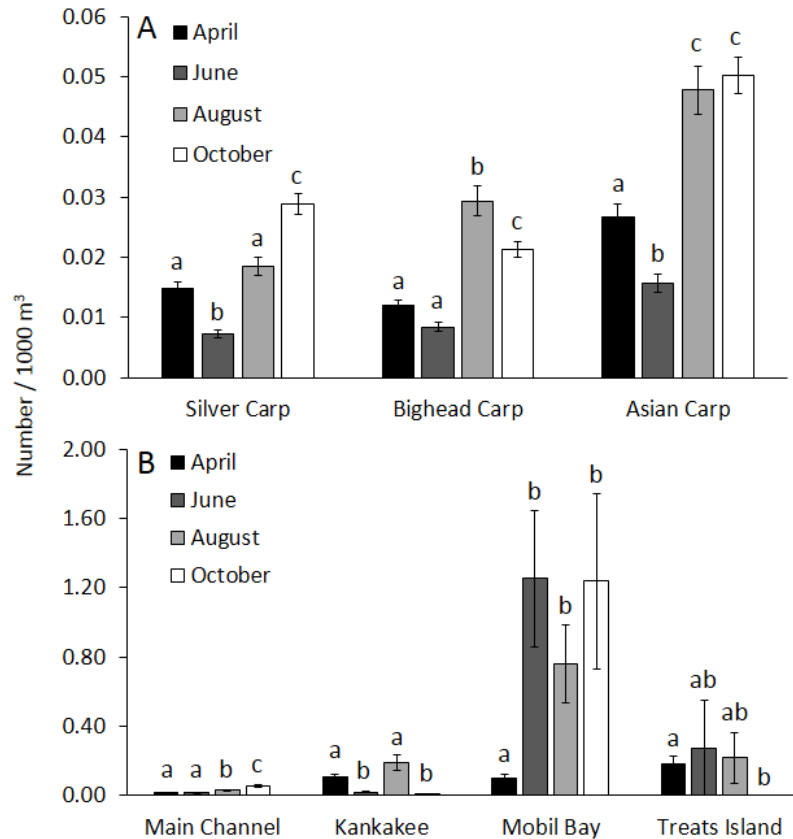 Number / 1000 m³
A
April
June
August
October
0.06
0.05
0.04
0.03
0.02
0.01
0.00
a b a c
a a b c
a b c c
Silver Carp Bighead Carp Asian Carp
B
April
June
August
October
2.00
1.60
1.20
0.80
0.40
0.00
a a b c
a b a b
a b b b
a ab ab b
Main Channel Kankakee Mobil Bay Treats Island